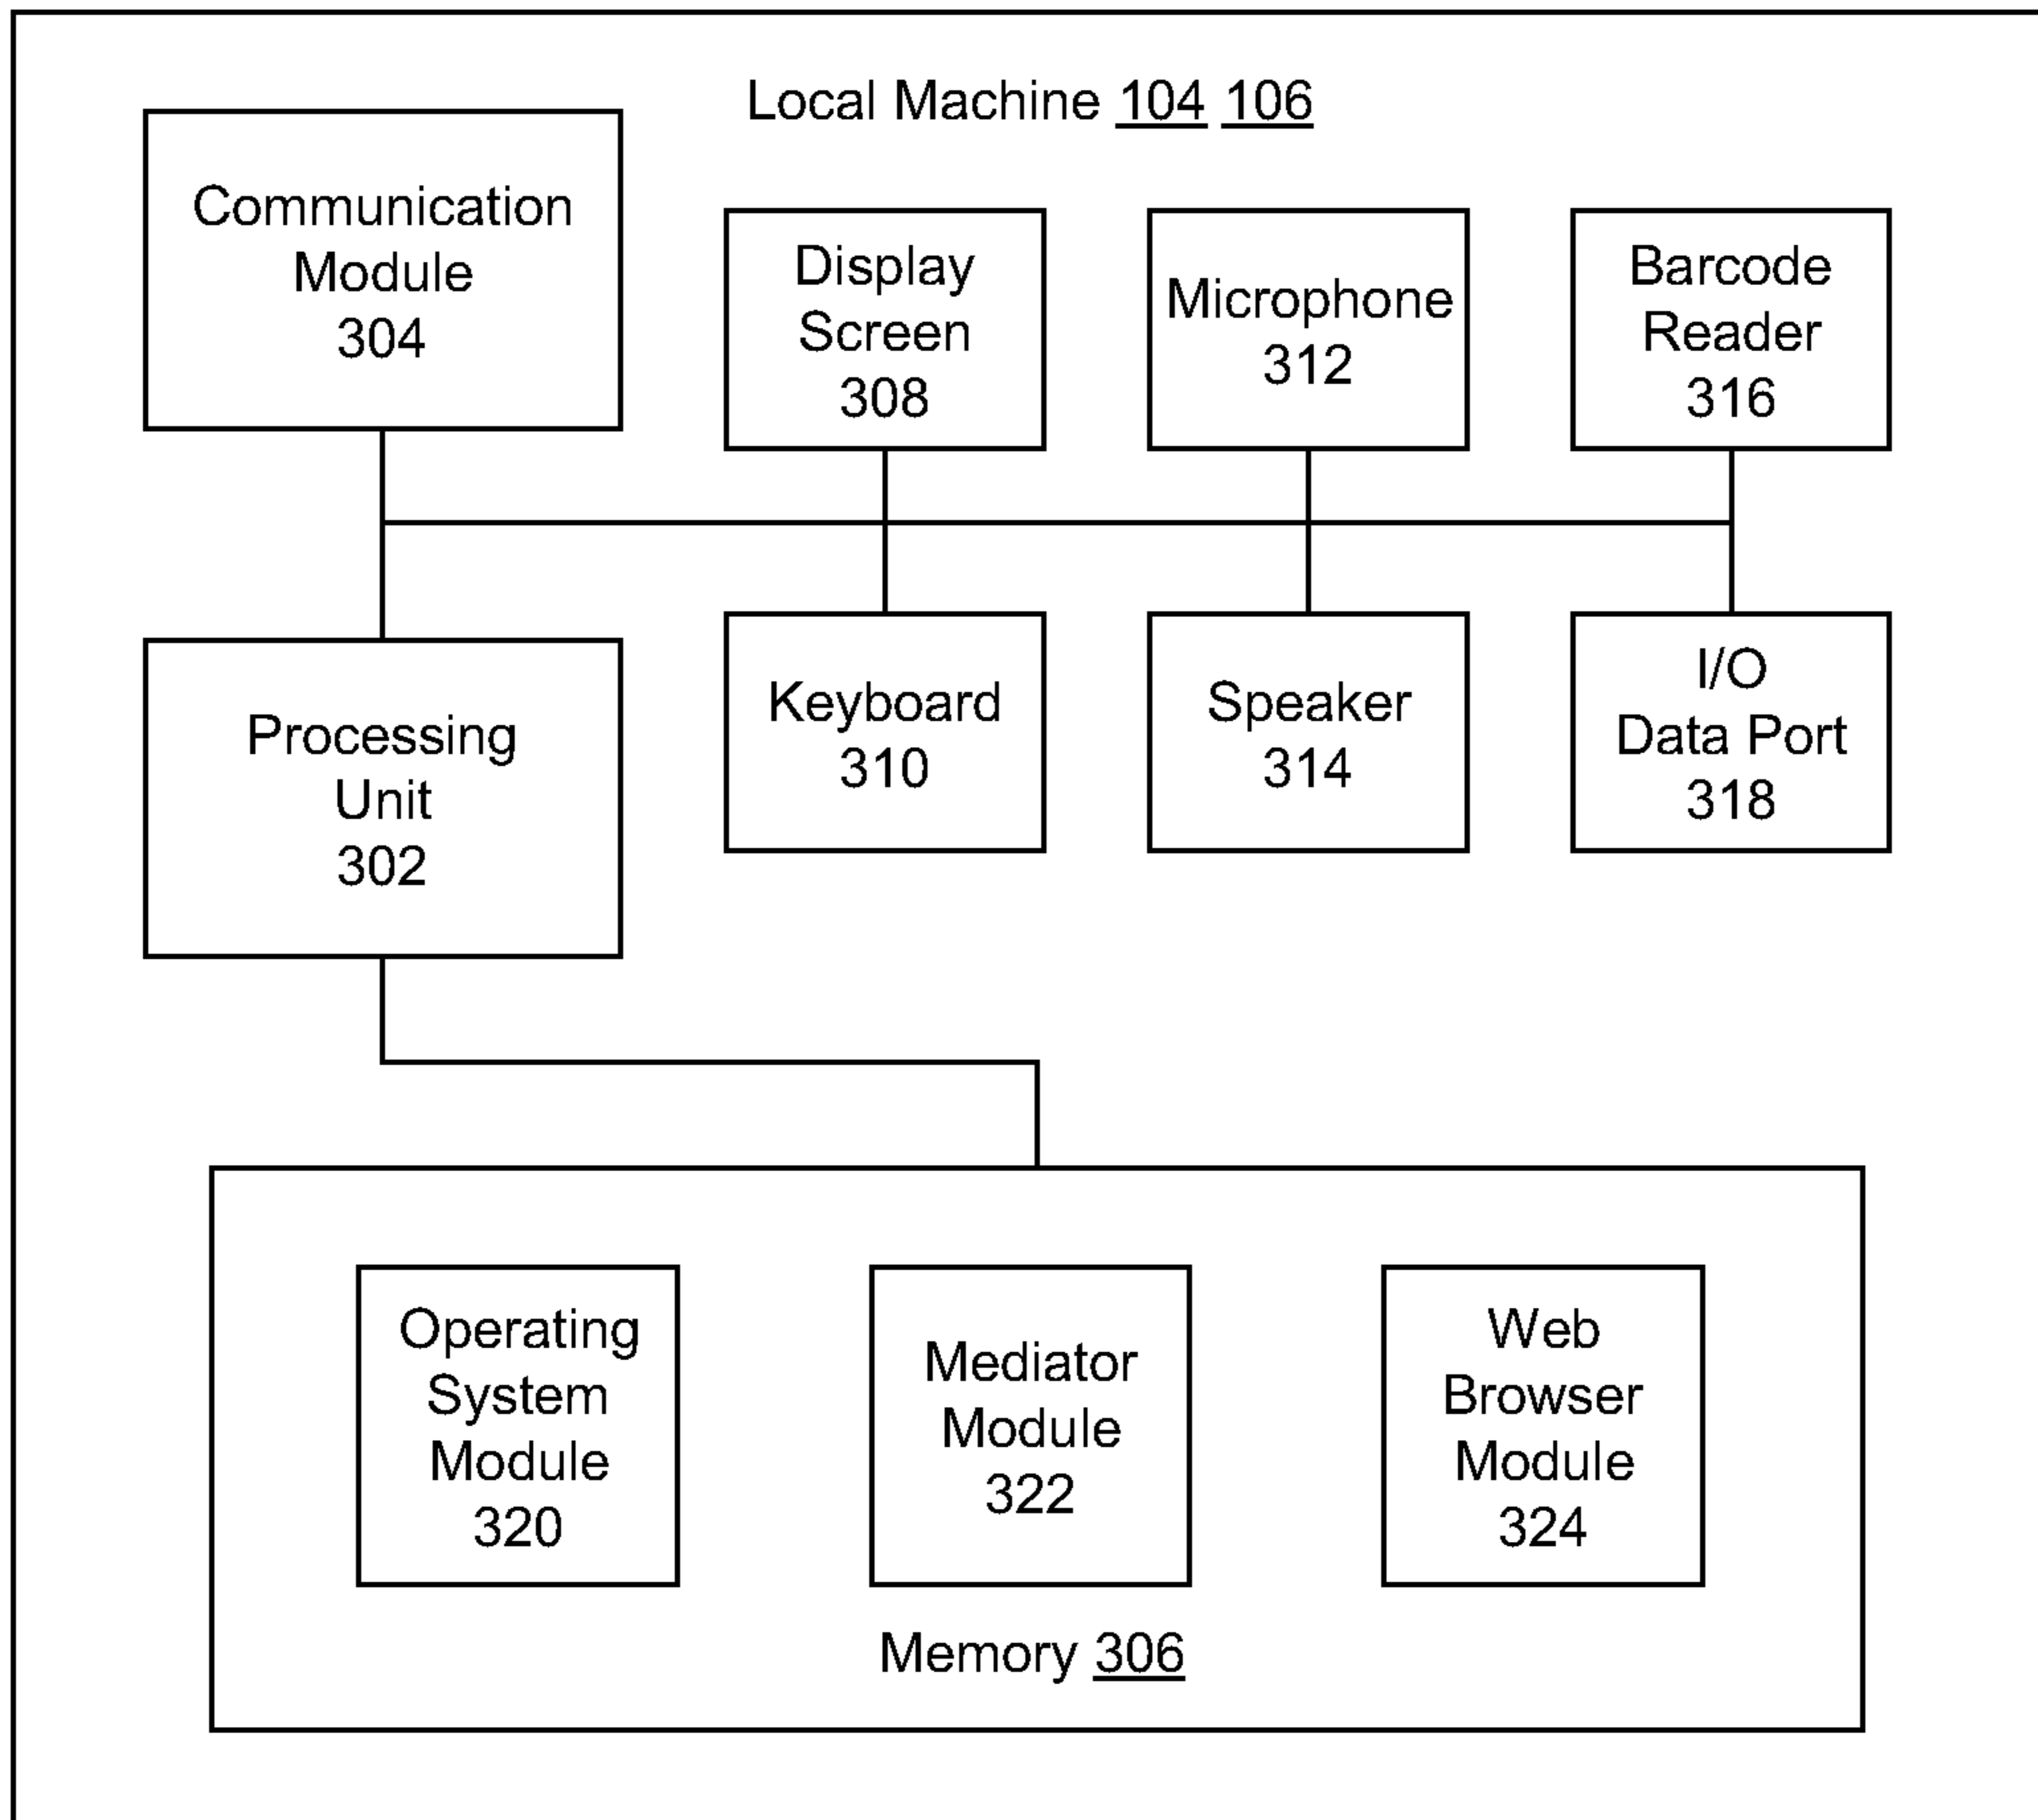 Local Machine 104 106
Communication
Module
304
Display
Screen
308
Microphone
312
Barcode
Reader
316
Processing
Unit
302
Keyboard
310
Speaker
314
I/O
Data Port
318
Operating
System
Module
320
Mediator
Module
322
Web
Browser
Module
324
Memory 306